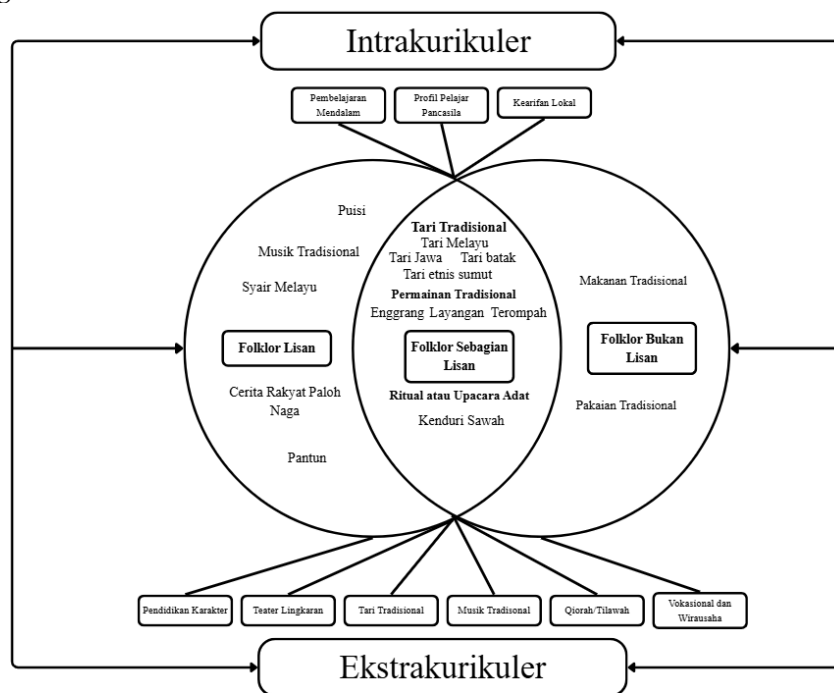 Intrakurikuler
Pembelajaran
Mendalam
Profil Pelajar
Pancasila
Kearifan Lokal
Puisi
Musik Tradisional
Syair Melayu
Folklor Lisan
Cerita Rakyat Paloh
Naga
Pantun
Tari Tradisional
Tari Melayu
Tari Jawa Tari batak
Tari etnis sumut
Permainan Tradisional
Enggrang Layangan Terompah
Folklor Sebagian
Lisan
Ritual atau Upacara Adat
Kenduri Sawah
Makanan Tradisional
Folklor Bukan
Lisan
Pakaian Tradisional
Pendidikan Karakter
Teater Lingkaran
Tari Tradisional
Musik Tradisonal
Qiorah/Tilawah
Vokasional dan
Wirausaha
Ekstrakurikuler